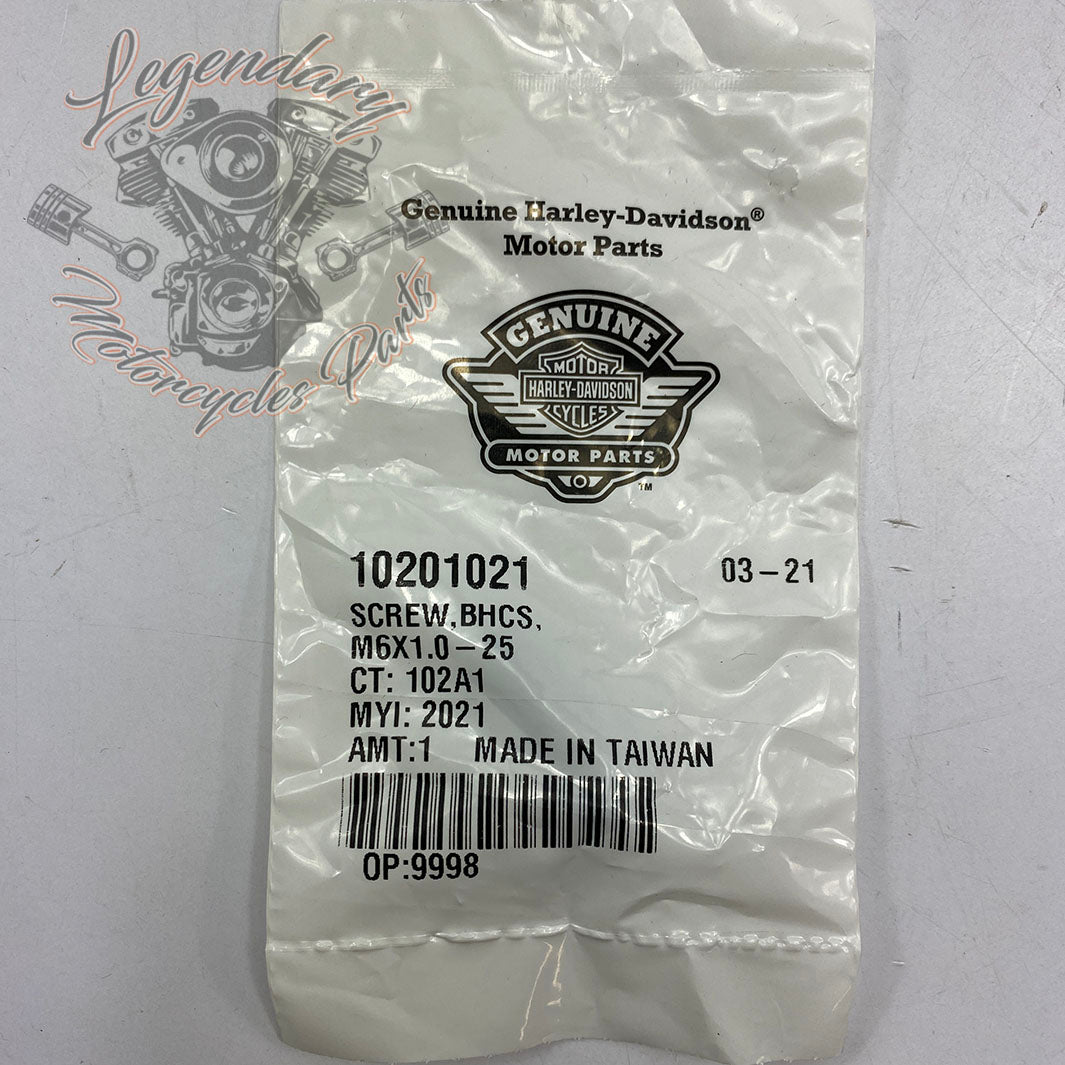 Legendary
Motorcycles Parts
Genuine Harley-Davidson®
Motor Parts
GENUINE
MOTOR
HARLEY-DAVIDSON
CYCLES
MOTOR PARTS
™
10201021 03-21
SCREW,BHCS,
M6X1.0-25
CT: 102A1
MYI: 2021
AMT:1 MADE IN TAIWAN
OP:9998